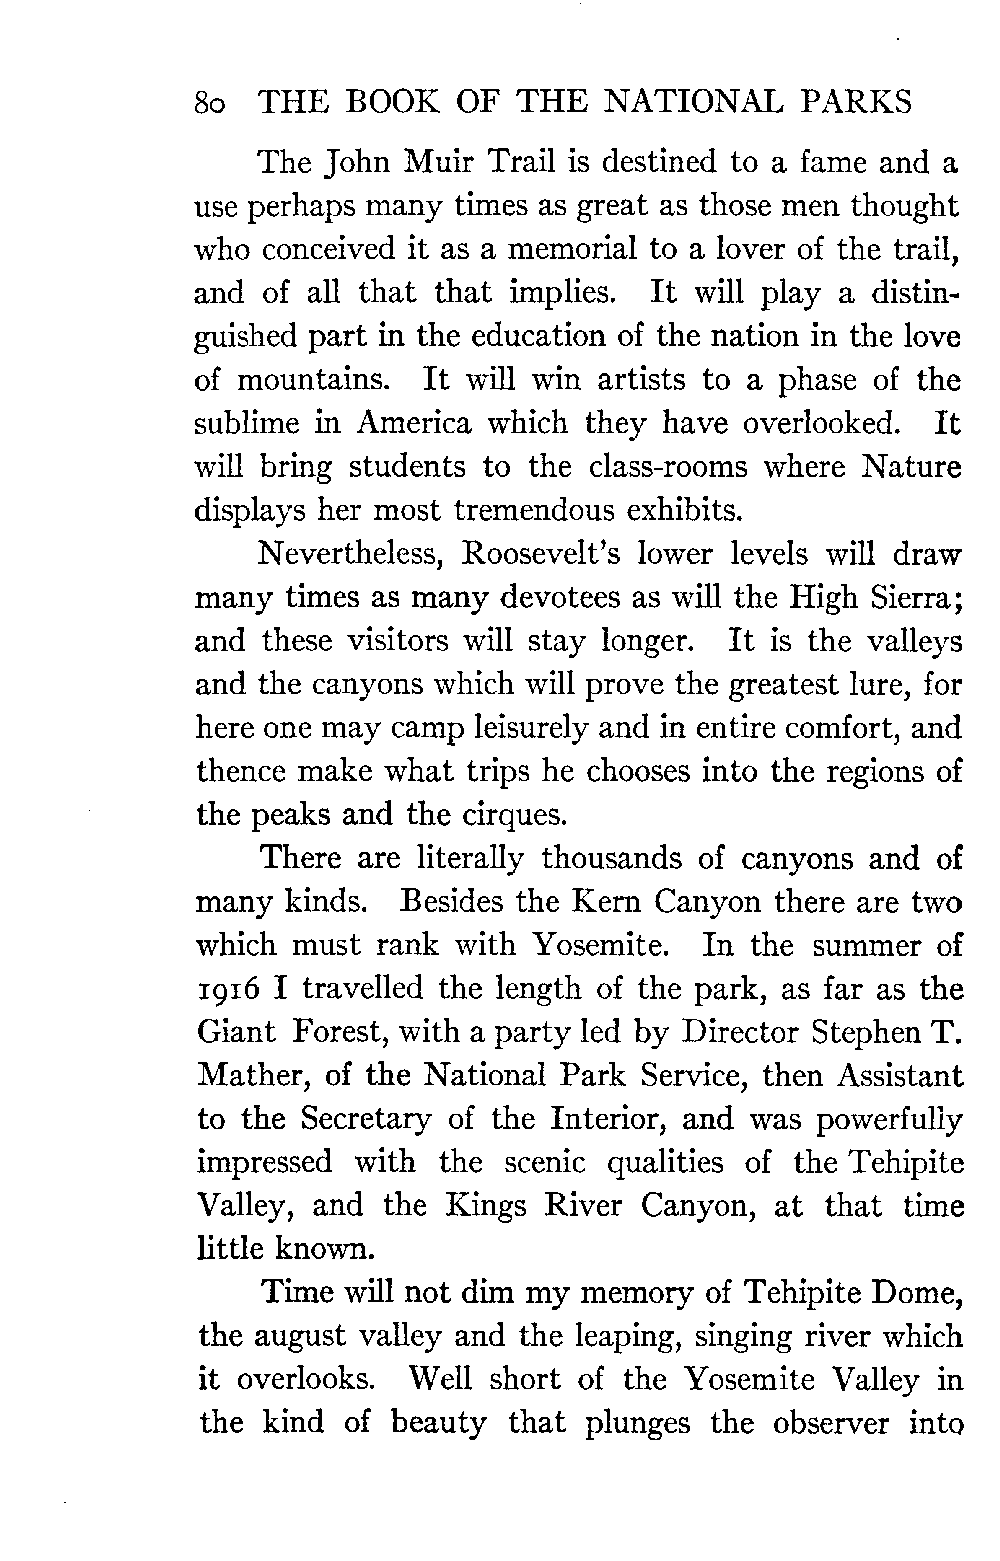 80 THE BOOK OF THE NATIONAL PARKS
The John Muir Trail is destined to a fame and a
use perhaps many times as great as those men thought
who conceived it as a memorial to a lover of the trail,
and of all that that implies. It will play a distin-
guished part in the education of the nation in the love
of mountains. It will win artists to a phase of the
sublime in America which they have overlooked. It
will bring students to the class-rooms where Nature
displays her most tremendous exhibits.
Nevertheless, Roosevelt's lower levels will draw
many times as many devotees as will the High Sierra;
and these visitors will stay longer. It is the valleys
and the canyons which will prove the greatest lure, for
here one may camp leisurely and in entire comfort, and
thence make what trips he chooses into the regions of
the peaks and the cirques.
There are literally thousands of canyons and of
many kinds. Besides the Kern Canyon there are two
which must rank with Yosemite. In the summer of
1916 I travelled the length of the park, as far as the
Giant Forest, with a party led by Director Stephen T.
Mather, of the National Park Service, then Assistant
to the Secretary of the Interior, and was powerfully
impressed with the scenic qualities of the Tehipite
Valley, and the Kings River Canyon, at that time
little known.
Time will not dim my memory of Tehipite Dome,
the august valley and the leaping, singing river which
it overlooks. Well short of the Yosemite Valley in
the kind of beauty that plunges the observer into